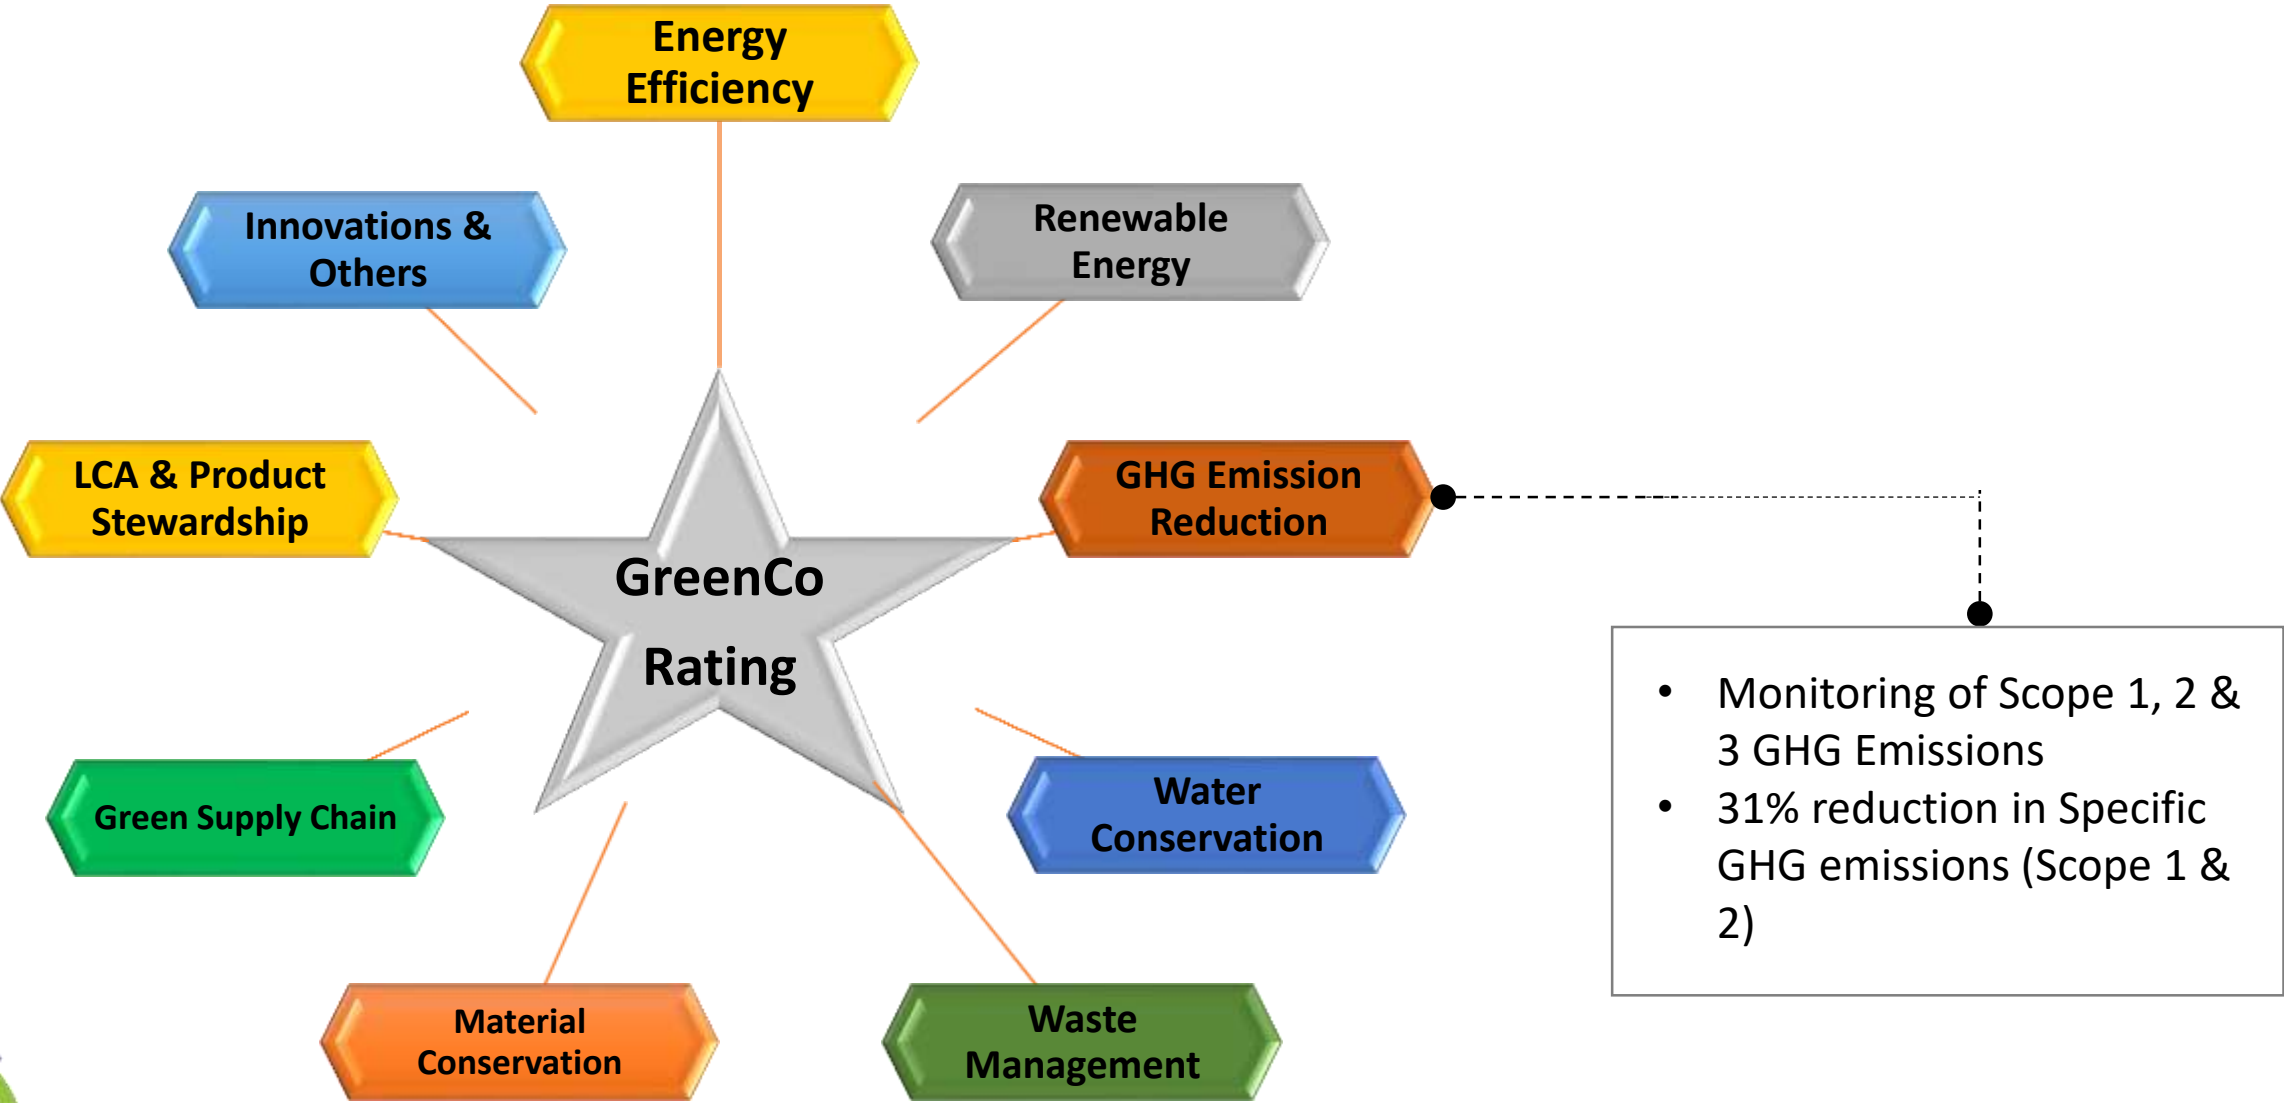 Energy
Efficiency
Innovations &
Others
Renewable
Energy
LCA & Product
Stewardship
GHG Emission
Reduction
GreenCo
Rating
• Monitoring of Scope 1, 2 &
3 GHG Emissions
• 31% reduction in Specific
GHG emissions (Scope 1 &
2)
Green Supply Chain
Water
Conservation
Material
Conservation
Waste
Management